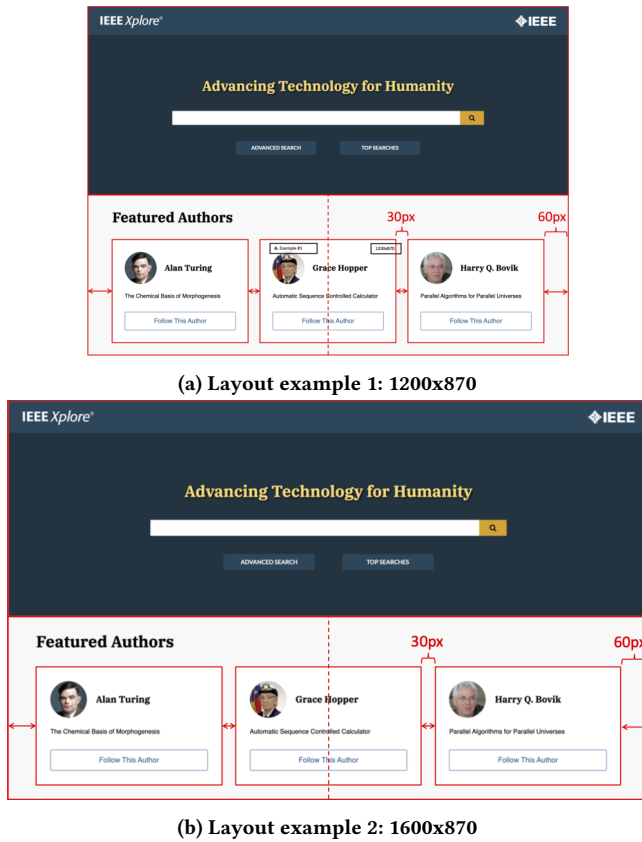 IEEE Xplore®
IEEE
Advancing Technology for Humanity
ADVANCED SEARCH
TOP SEARCHES
Featured Authors
30px
60px
A. Example #1
1200x870
Alan Turing
Grace Hopper
Harry Q. Bovik
The Chemical Basis of Morphogenesis
Automatic Sequence Controlled Calculator
Parallel Algorithms for Parallel Universes
Follow This Author
Follow This Author
Follow This Author
(a) Layout example 1: 1200x870
IEEE Xplore®
IEEE
Advancing Technology for Humanity
ADVANCED SEARCH
TOP SEARCHES
Featured Authors
30px
60px
Alan Turing
Grace Hopper
Harry Q. Bovik
The Chemical Basis of Morphogenesis
Automatic Sequence Controlled Calculator
Parallel Algorithms for Parallel Universes
Follow This Author
Follow This Author
Follow This Author
(b) Layout example 2: 1600x870